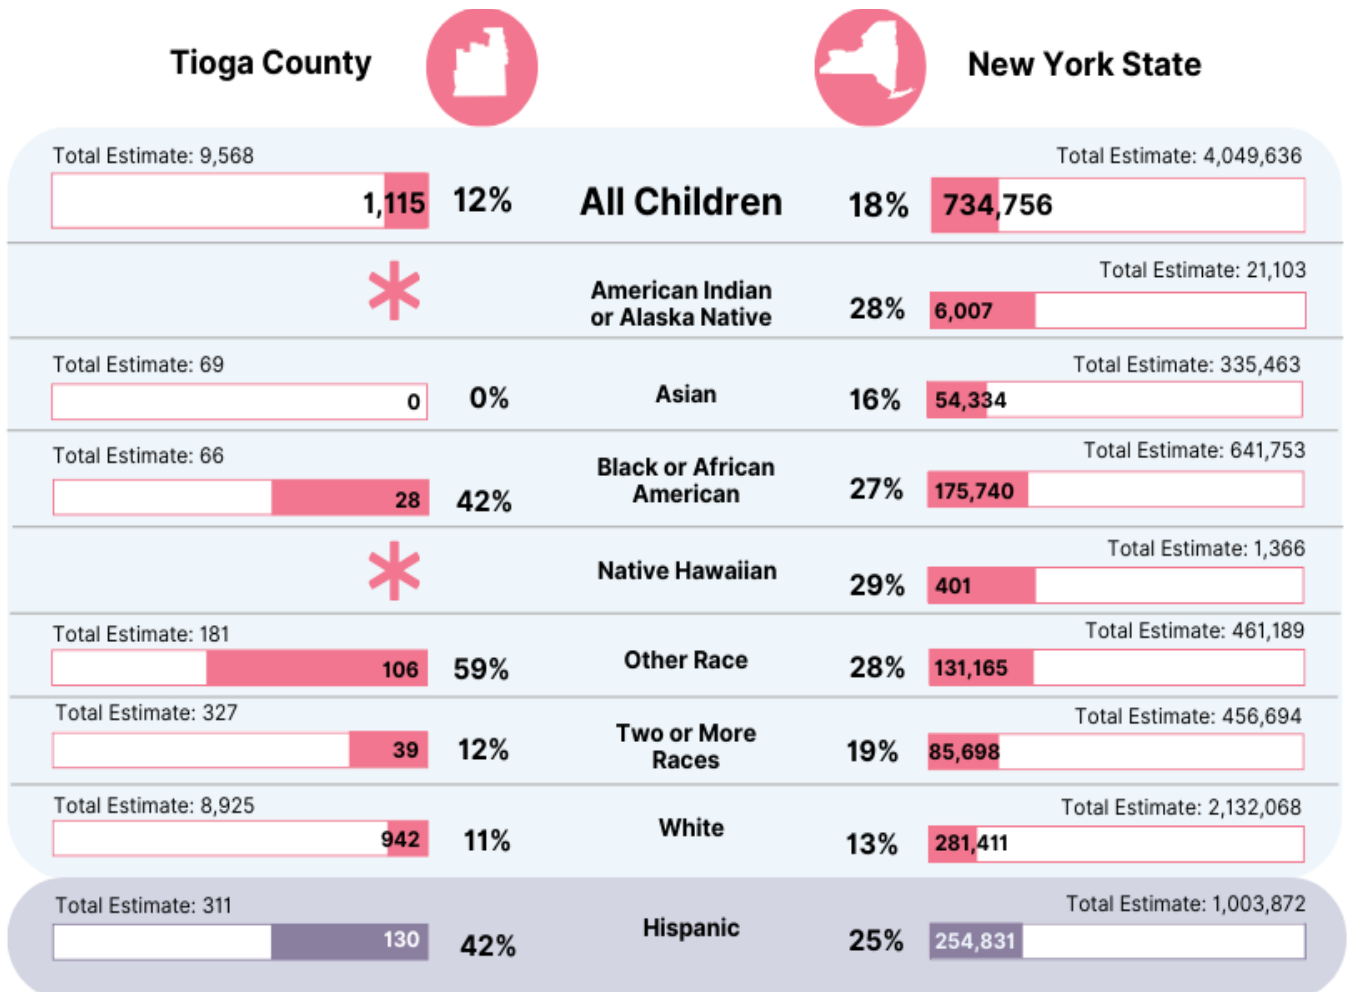 Tioga County
New York State
Total Estimate: 9,568
1,115
12%
All Children
18%
Total Estimate: 4,049,636
734,756
*
American Indian
or Alaska Native
28%
Total Estimate: 21,103
6,007
Total Estimate: 69
0
0%
Asian
16%
Total Estimate: 335,463
54,334
Total Estimate: 66
28
42%
Black or African
American
27%
Total Estimate: 641,753
175,740
*
Native Hawaiian
29%
Total Estimate: 1,366
401
Total Estimate: 181
106
59%
Other Race
28%
Total Estimate: 461,189
131,165
Total Estimate: 327
39
12%
Two or More
Races
19%
Total Estimate: 456,694
85,698
Total Estimate: 8,925
942
11%
White
13%
Total Estimate: 2,132,068
281,411
Total Estimate: 311
130
42%
Hispanic
25%
Total Estimate: 1,003,872
254,831